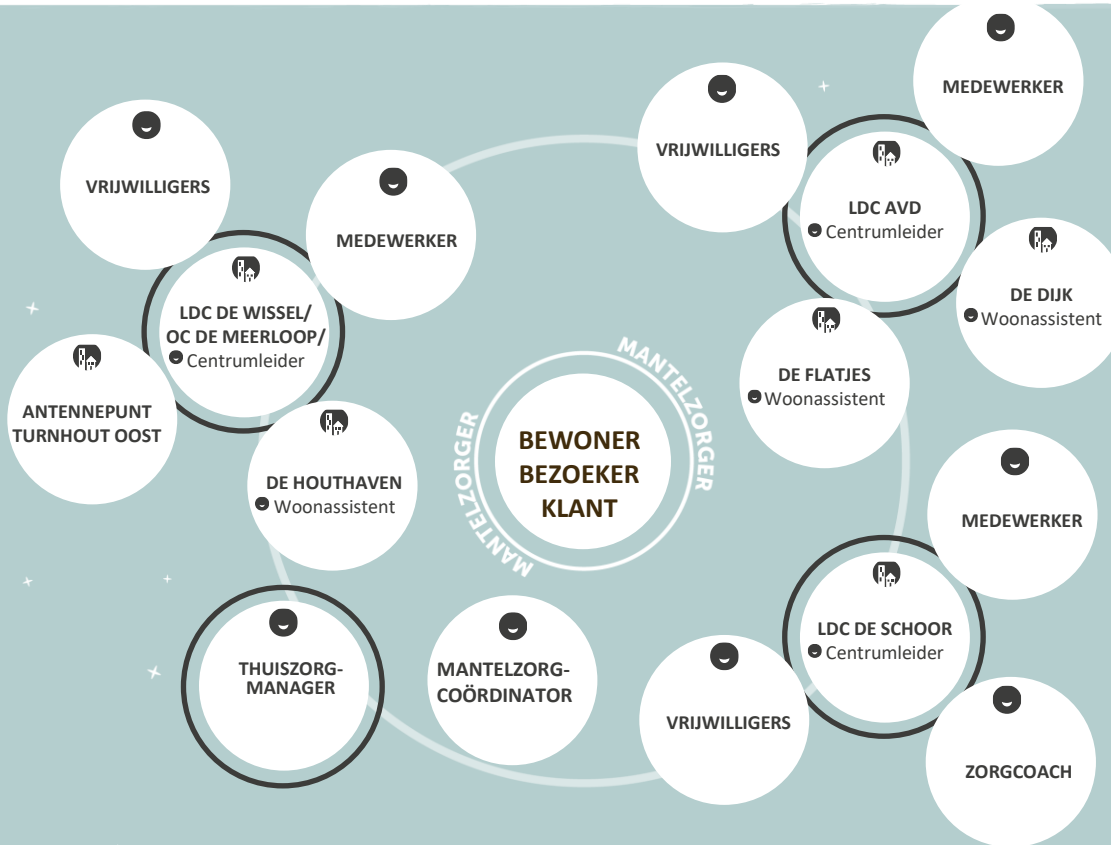 MEDEWERKER
VRIJWILLIGERS
VRIJWILLIGERS
MEDEWERKER
LDC AVD
Centrumleider
DE DIJK
Woonassistent
LDC DE WISSEL/
OC DE MEERLOOP/
Centrumleider
DE FLATJES
Woonassistent
ANTENNEPUNT
TURNHOUT OOST
DE HOUTHAVEN
Woonassistent
MANTELZORGER
MANTELZORGER
BEWONER
BEZOEKER
KLANT
MEDEWERKER
LDC DE SCHOOR
Centrumleider
THUISZORG-
MANAGER
MANTELZORG-
COÖRDINATOR
VRIJWILLIGERS
ZORGCOACH